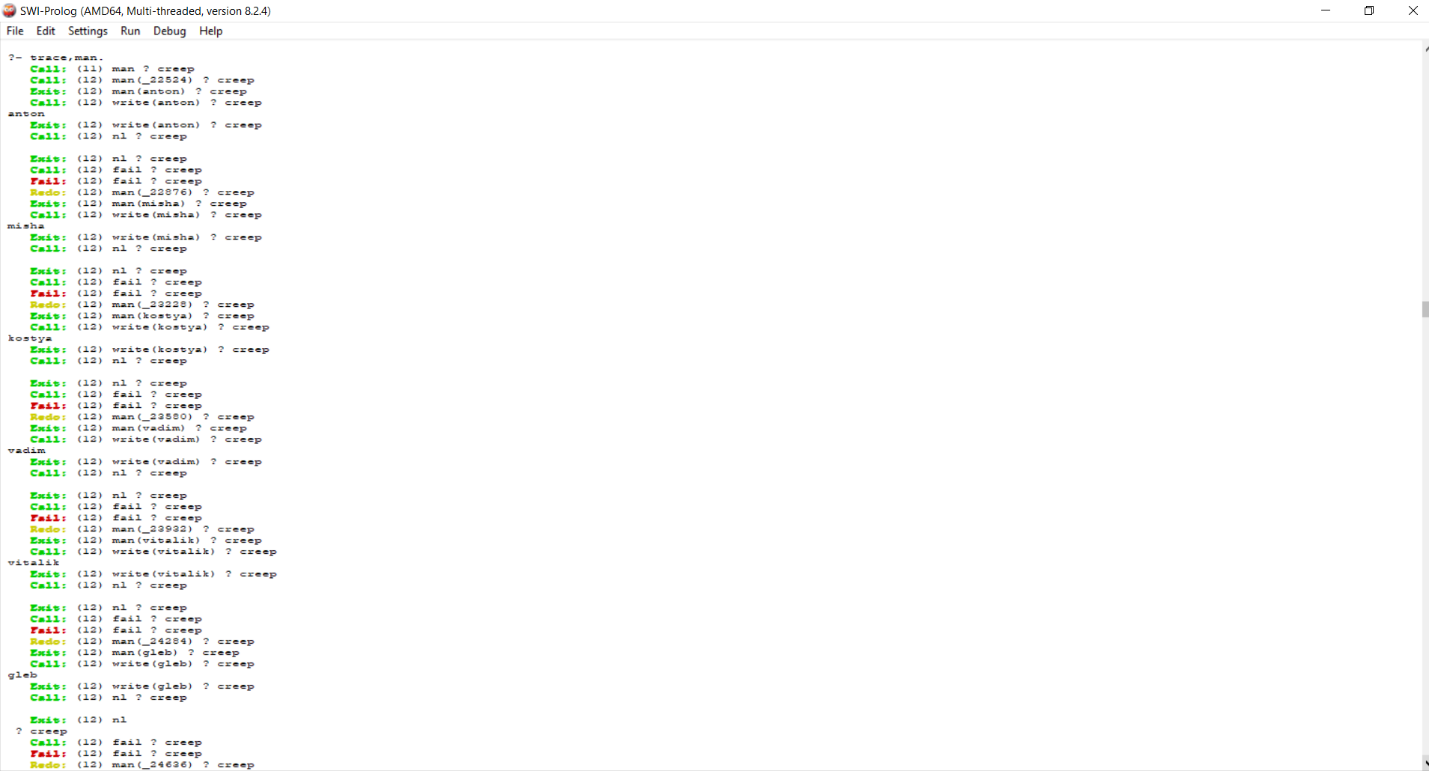 SWI-Prolog (AMD64, Multi-threaded, version 8.2.4)
File Edit Settings Run Debug Help
?- trace,man.
Call: (11) man ? creep
Call: (12) man(_22524) ? creep
Exit: (12) man(anton) ? creep
Call: (12) write(anton) ? creep
anton
Exit: (12) write(anton) ? creep
Call: (12) nl ? creep
Exit: (12) nl ? creep
Call: (12) fail ? creep
Fail: (12) fail ? creep
Redo: (12) man(_22876) ? creep
Exit: (12) man(misha) ? creep
Call: (12) write(misha) ? creep
misha
Exit: (12) write(misha) ? creep
Call: (12) nl ? creep
Exit: (12) nl ? creep
Call: (12) fail ? creep
Fail: (12) fail ? creep
Redo: (12) man(_23228) ? creep
Exit: (12) man(kostya) ? creep
Call: (12) write(kostya) ? creep
kostya
Exit: (12) write(kostya) ? creep
Call: (12) nl ? creep
Exit: (12) nl ? creep
Call: (12) fail ? creep
Fail: (12) fail ? creep
Redo: (12) man(_23580) ? creep
Exit: (12) man(vadim) ? creep
Call: (12) write(vadim) ? creep
vadim
Exit: (12) write(vadim) ? creep
Call: (12) nl ? creep
Exit: (12) nl ? creep
Call: (12) fail ? creep
Fail: (12) fail ? creep
Redo: (12) man(_23932) ? creep
Exit: (12) man(vitalik) ? creep
Call: (12) write(vitalik) ? creep
vitalik
Exit: (12) write(vitalik) ? creep
Call: (12) nl ? creep
Exit: (12) nl ? creep
Call: (12) fail ? creep
Fail: (12) fail ? creep
Redo: (12) man(_24284) ? creep
Exit: (12) man(gleb) ? creep
Call: (12) write(gleb) ? creep
gleb
Exit: (12) write(gleb) ? creep
Call: (12) nl ? creep
Exit: (12) nl
? creep
Call: (12) fail ? creep
Fail: (12) fail ? creep
Redo: (12) man(_24636) ? creep